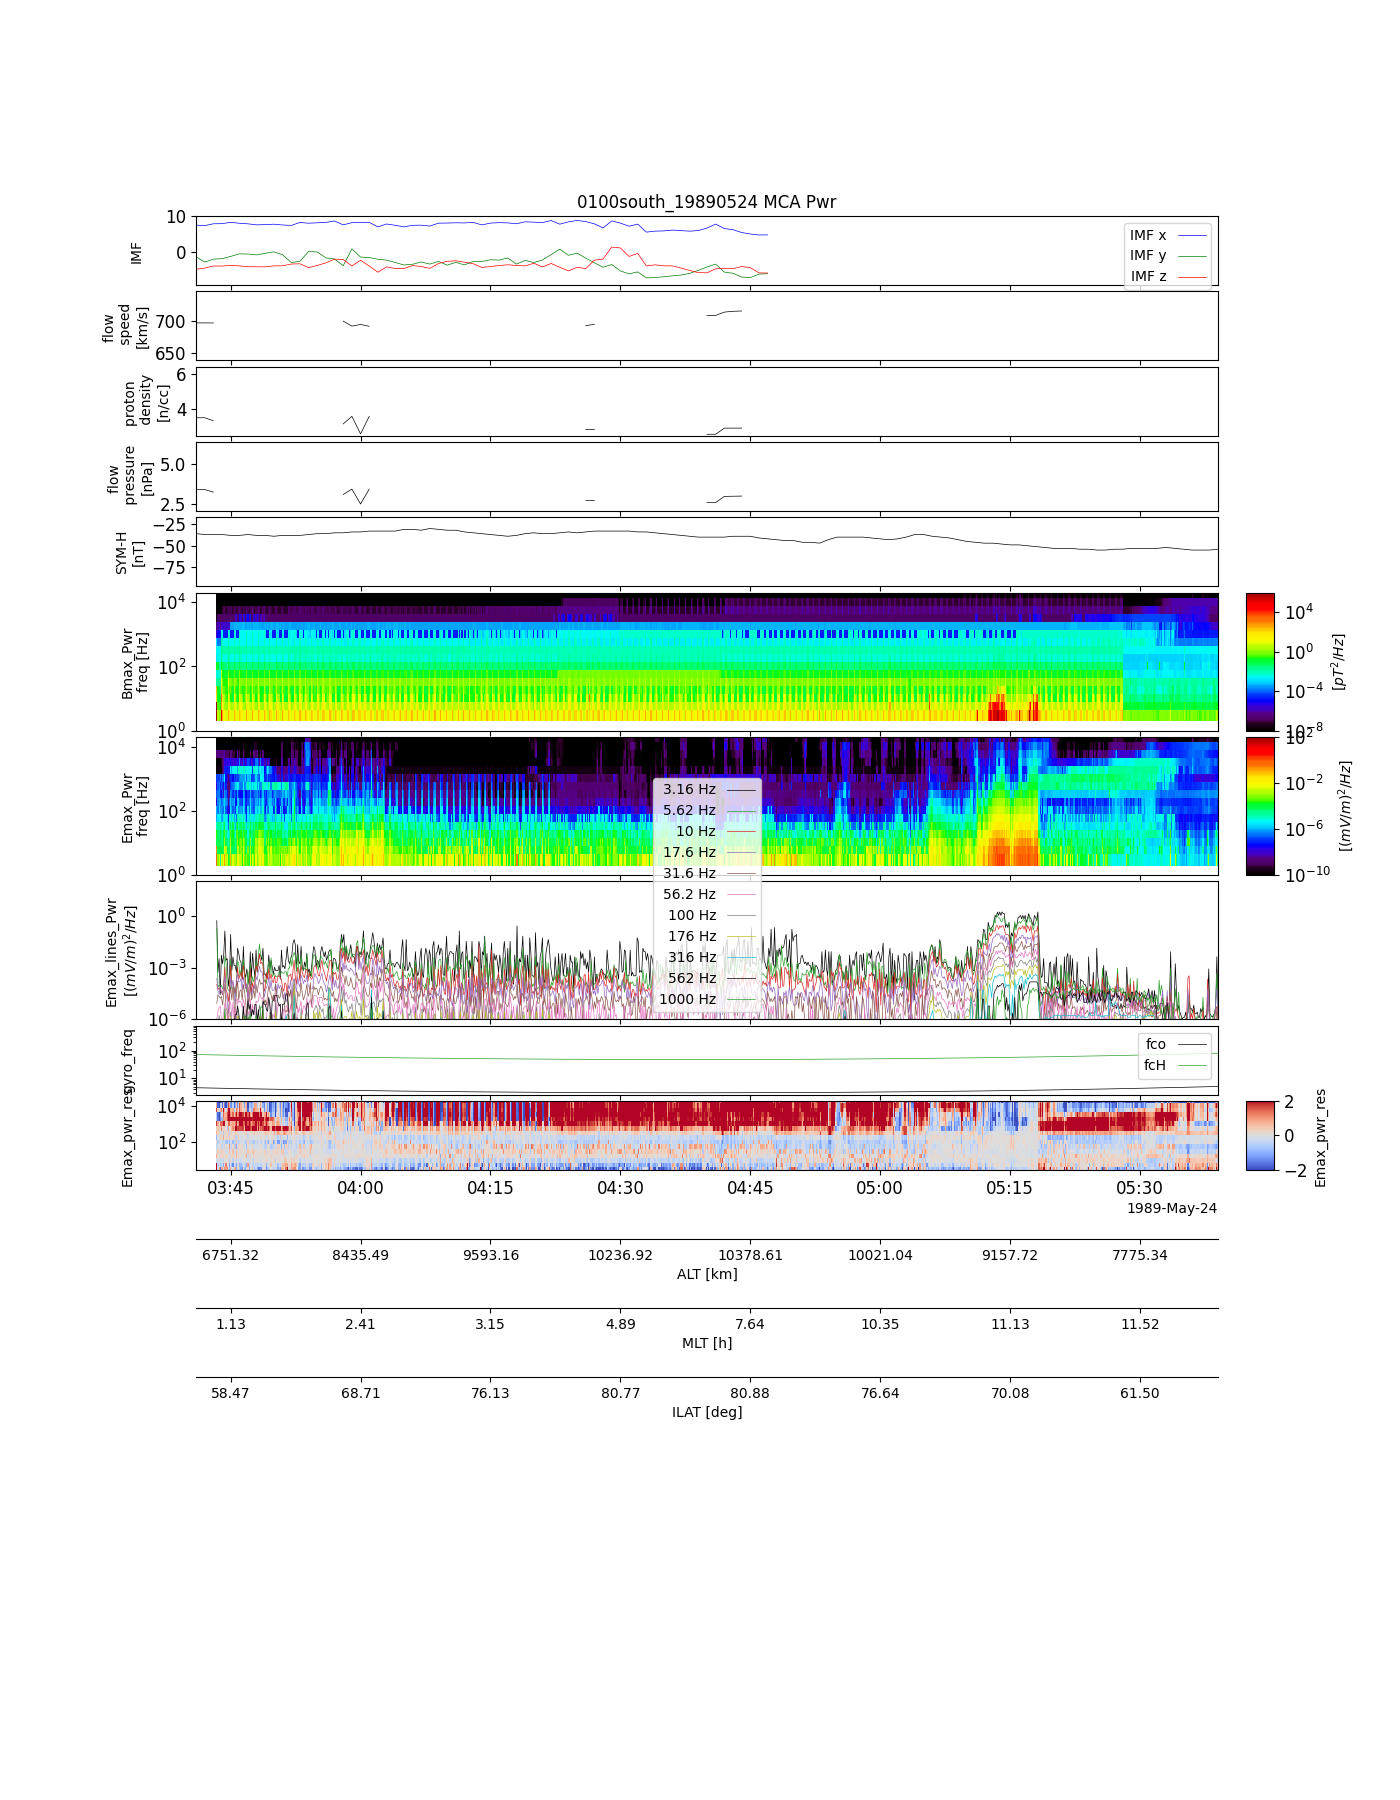 0100south_19890524 MCA Pwr
10
0
IMF
IMF x
IMF y
IMF z
700
650
flow
speed
[km/s]
6
4
proton
density
[n/cc]
5.0
2.5
flow
pressure
[nPa]
−25
−50
−75
SYM-H
[nT]
10^4
10^2
10^0
Bmax_Pwr
freq [Hz]
10^4
10^0
10^−4
10^−8
[pT^2/Hz]
10^4
10^2
10^0
Emax_Pwr
freq [Hz]
10^2
10^−2
10^−6
10^−10
[(mV/m)^2/Hz]
3.16 Hz
5.62 Hz
10 Hz
17.6 Hz
31.6 Hz
56.2 Hz
100 Hz
176 Hz
316 Hz
562 Hz
1000 Hz
10^0
10^−3
10^−6
Emax_lines_Pwr
[(mV/m)^2/Hz]
10^2
10^1
gyro_freq
fco
fcH
10^4
10^2
Emax_pwr_res
2
0
−2
Emax_pwr_res
03:45 04:00 04:15 04:30 04:45 05:00 05:15 05:30
1989-May-24
6751.32 8435.49 9593.16 10236.92 10378.61 10021.04 9157.72 7775.34
ALT [km]
1.13 2.41 3.15 4.89 7.64 10.35 11.13 11.52
MLT [h]
58.47 68.71 76.13 80.77 80.88 76.64 70.08 61.50
ILAT [deg]